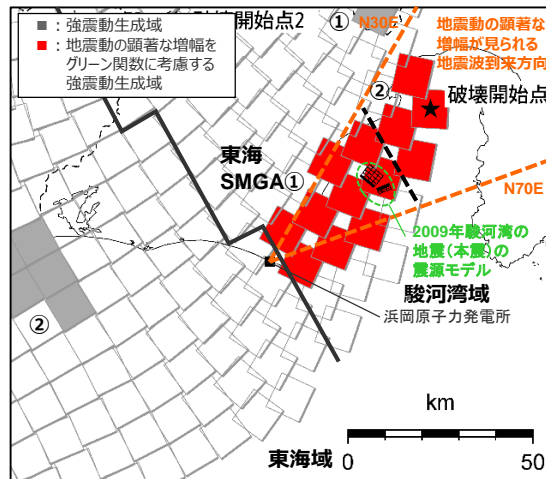 ■：強震動生成域
■：地震動の顕著な増幅を
グリーン関数に考慮する
強震動生成域
破壊開始点2
①
N30E
地震動の顕著な
増幅が見られる
地震波到来方向
②
破壊開始点
東海
SMGA①
N70E
2009年駿河湾の
地震(本震)の
震源モデル
駿河湾域
浜岡原子力発電所
②
km
東海域
0
50